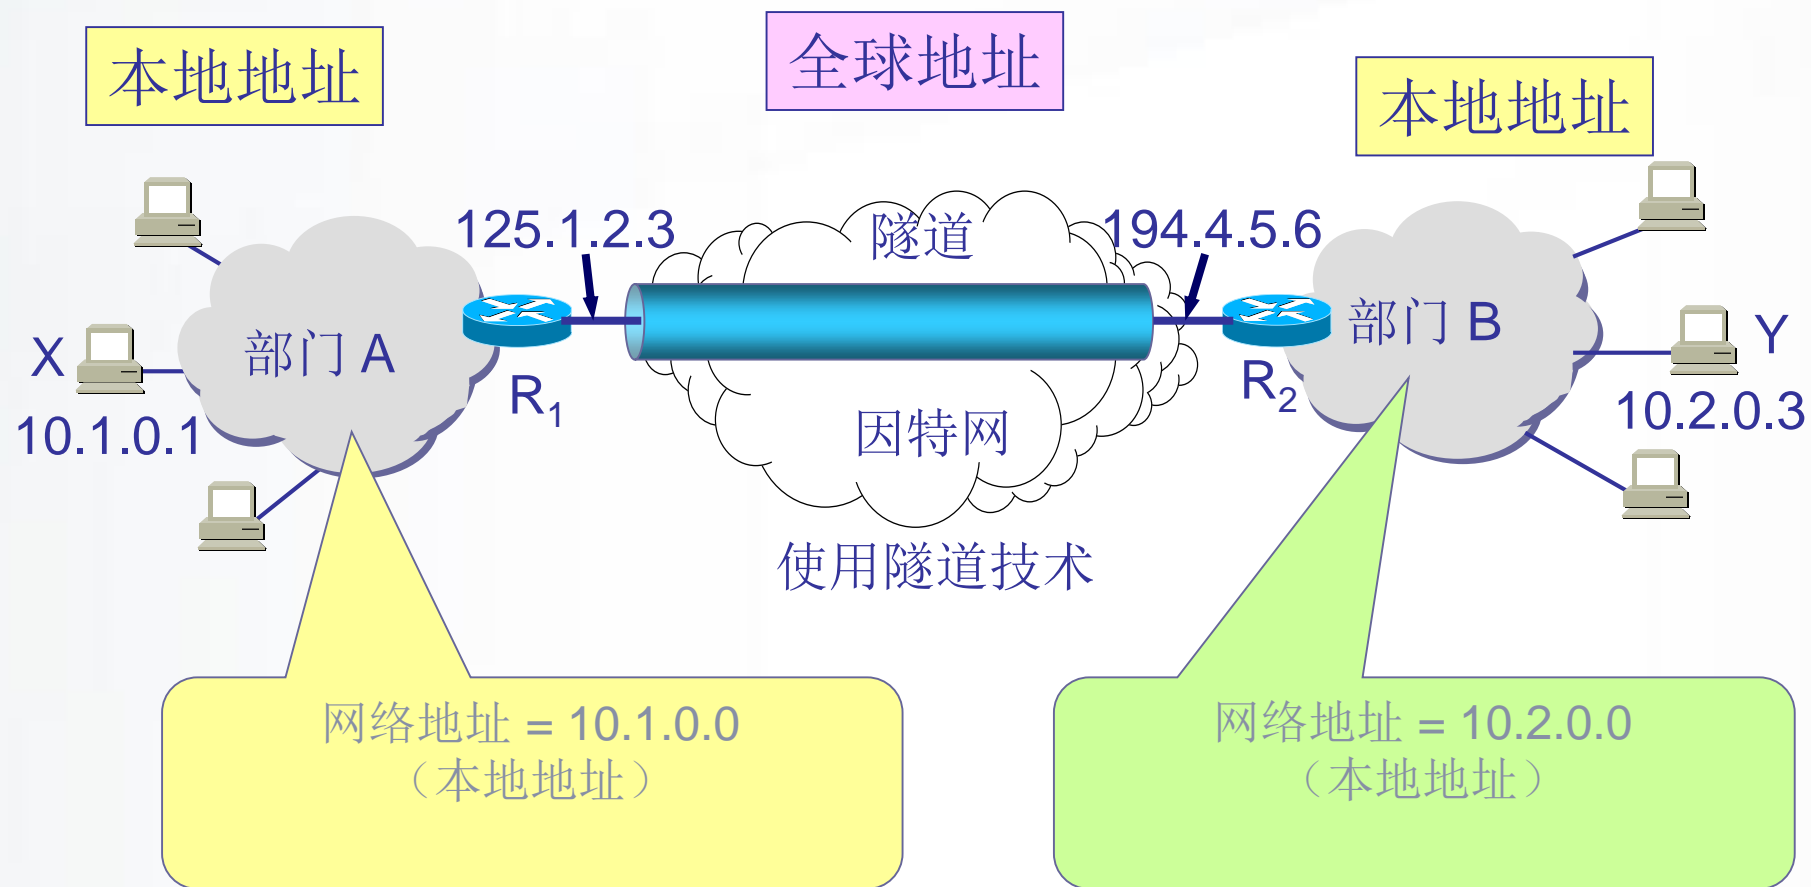 本地地址
全球地址
本地地址
125.1.2.3
隧道
194.4.5.6
X
部门 A
R1
部门 B
Y
R2
10.1.0.1
因特网
10.2.0.3
使用隧道技术
网络地址 = 10.1.0.0
（本地地址）
网络地址 = 10.2.0.0
（本地地址）